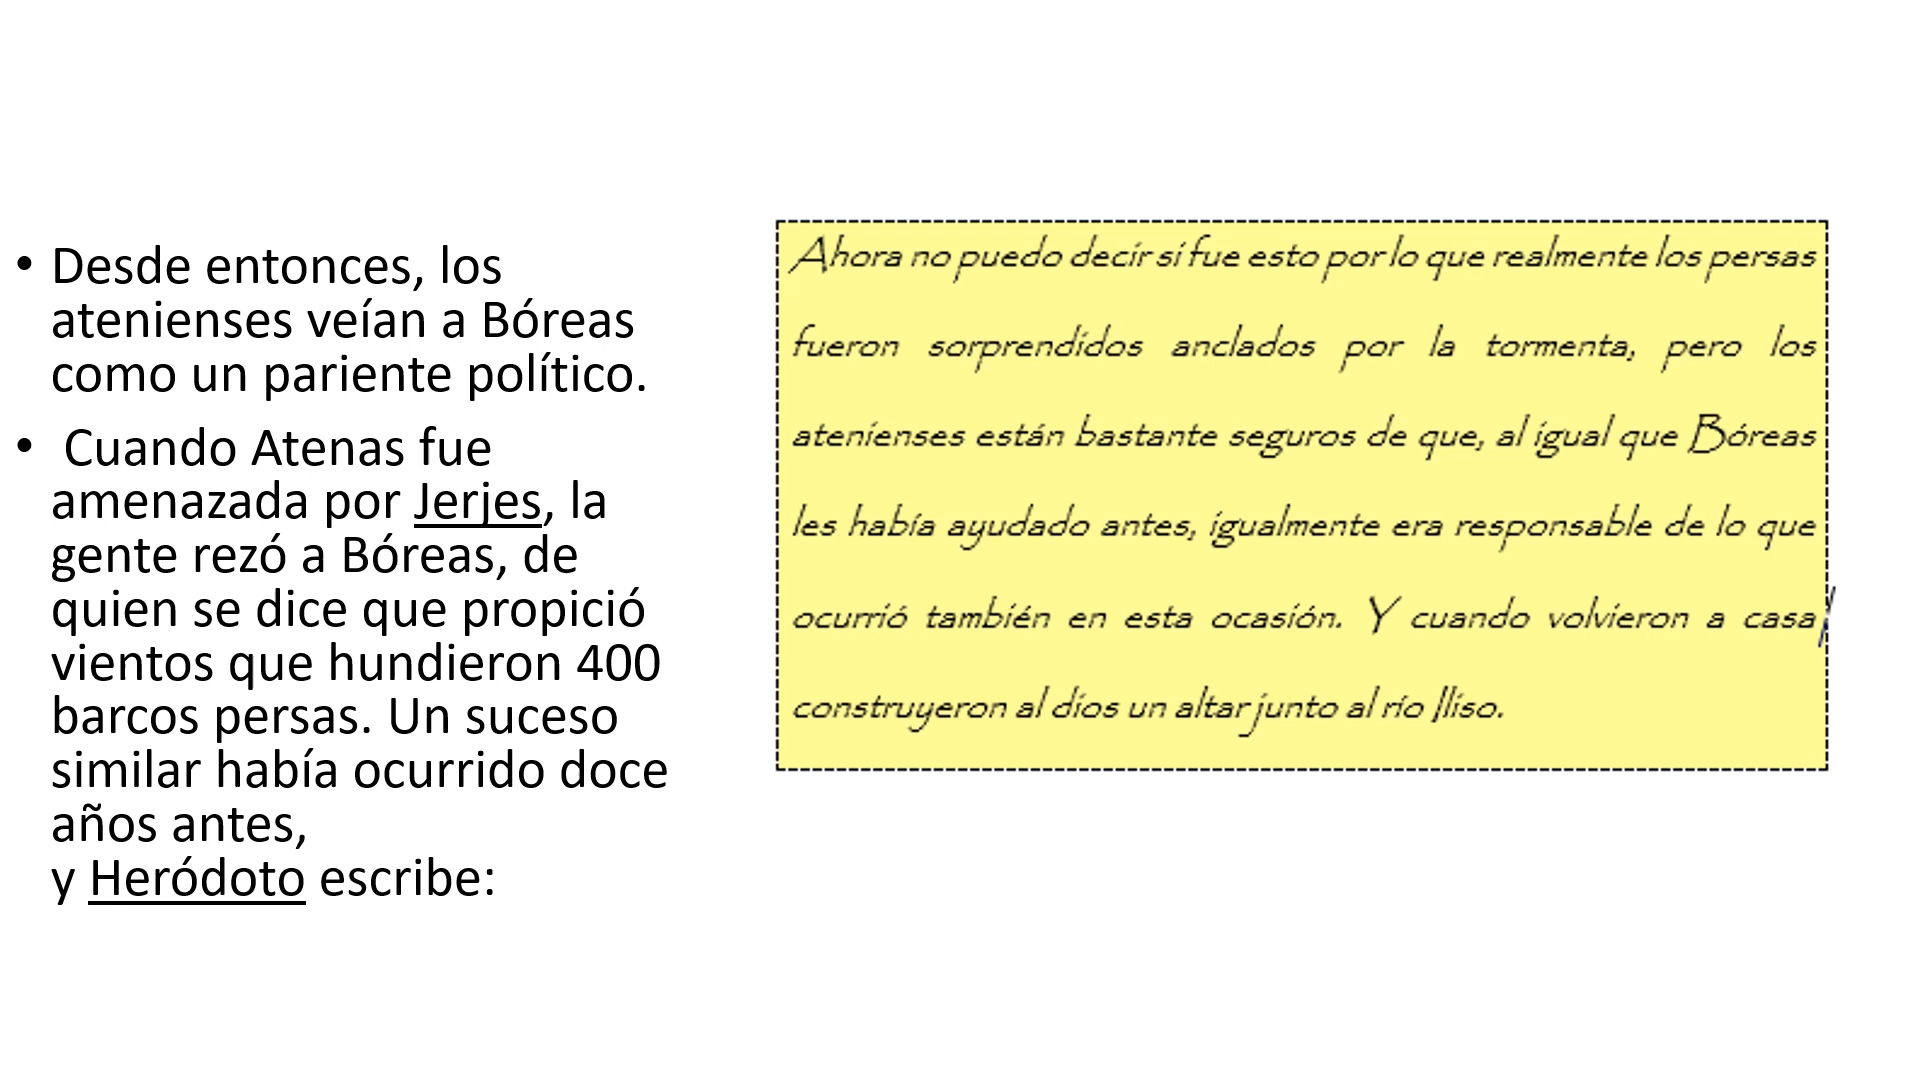 • Desde entonces, los
atenienses veían a Bóreas
como un pariente político.
• Cuando Atenas fue
amenazada por Jerjes, la
gente rezó a Bóreas, de
quien se dice que propició
vientos que hundieron 400
barcos persas. Un suceso
similar había ocurrido doce
años antes,
y Heródoto escribe:
Ahora no puedo decir si fue esto por lo que realmente los persas
fueron sorprendidos anclados por la tormenta, pero los
atenienses están bastante seguros de que, al igual que Bóreas
les había ayudado antes, igualmente era responsable de lo que
ocurrió también en esta ocasión. Y cuando volvieron a casa
construyeron al dios un altar junto al río Iliso.